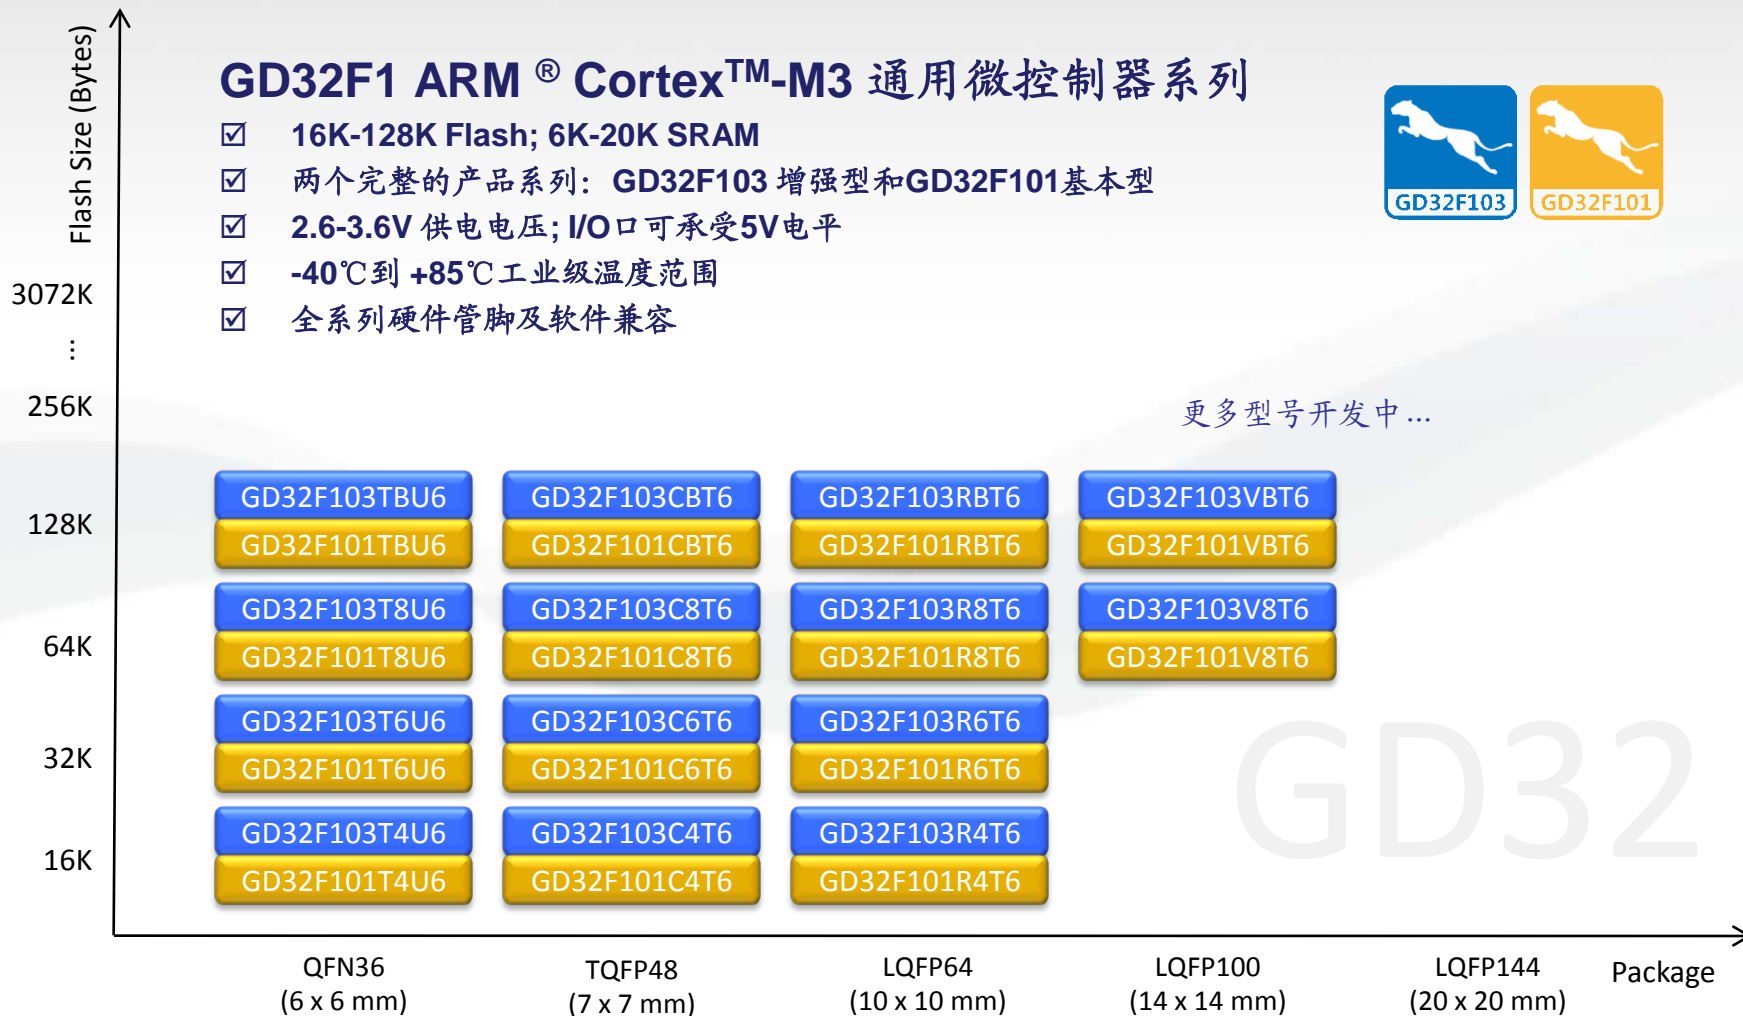 Flash Size (Bytes)
GD32F1 ARM ® Cortex™-M3 通用微控制器系列
16K-128K Flash; 6K-20K SRAM
两个完整的产品系列：GD32F103 增强型和GD32F101基本型
2.6-3.6V 供电电压; I/O口可承受5V电平
-40℃到 +85℃工业级温度范围
全系列硬件管脚及软件兼容
GD32F103 GD32F101
3072K
...
256K
更多型号开发中...
128K
GD32F103TBU6 GD32F103CBT6 GD32F103RBT6 GD32F103VBT6
GD32F101TBU6 GD32F101CBT6 GD32F101RBT6 GD32F101VBT6
64K
GD32F103T8U6 GD32F103C8T6 GD32F103R8T6 GD32F103V8T6
GD32F101T8U6 GD32F101C8T6 GD32F101R8T6 GD32F101V8T6
32K
GD32F103T6U6 GD32F103C6T6 GD32F103R6T6
GD32F101T6U6 GD32F101C6T6 GD32F101R6T6
16K
GD32F103T4U6 GD32F103C4T6 GD32F103R4T6
GD32F101T4U6 GD32F101C4T6 GD32F101R4T6
GD32
QFN36 TQFP48 LQFP64 LQFP100 LQFP144 Package
(6 x 6 mm) (7 x 7 mm) (10 x 10 mm) (14 x 14 mm) (20 x 20 mm)